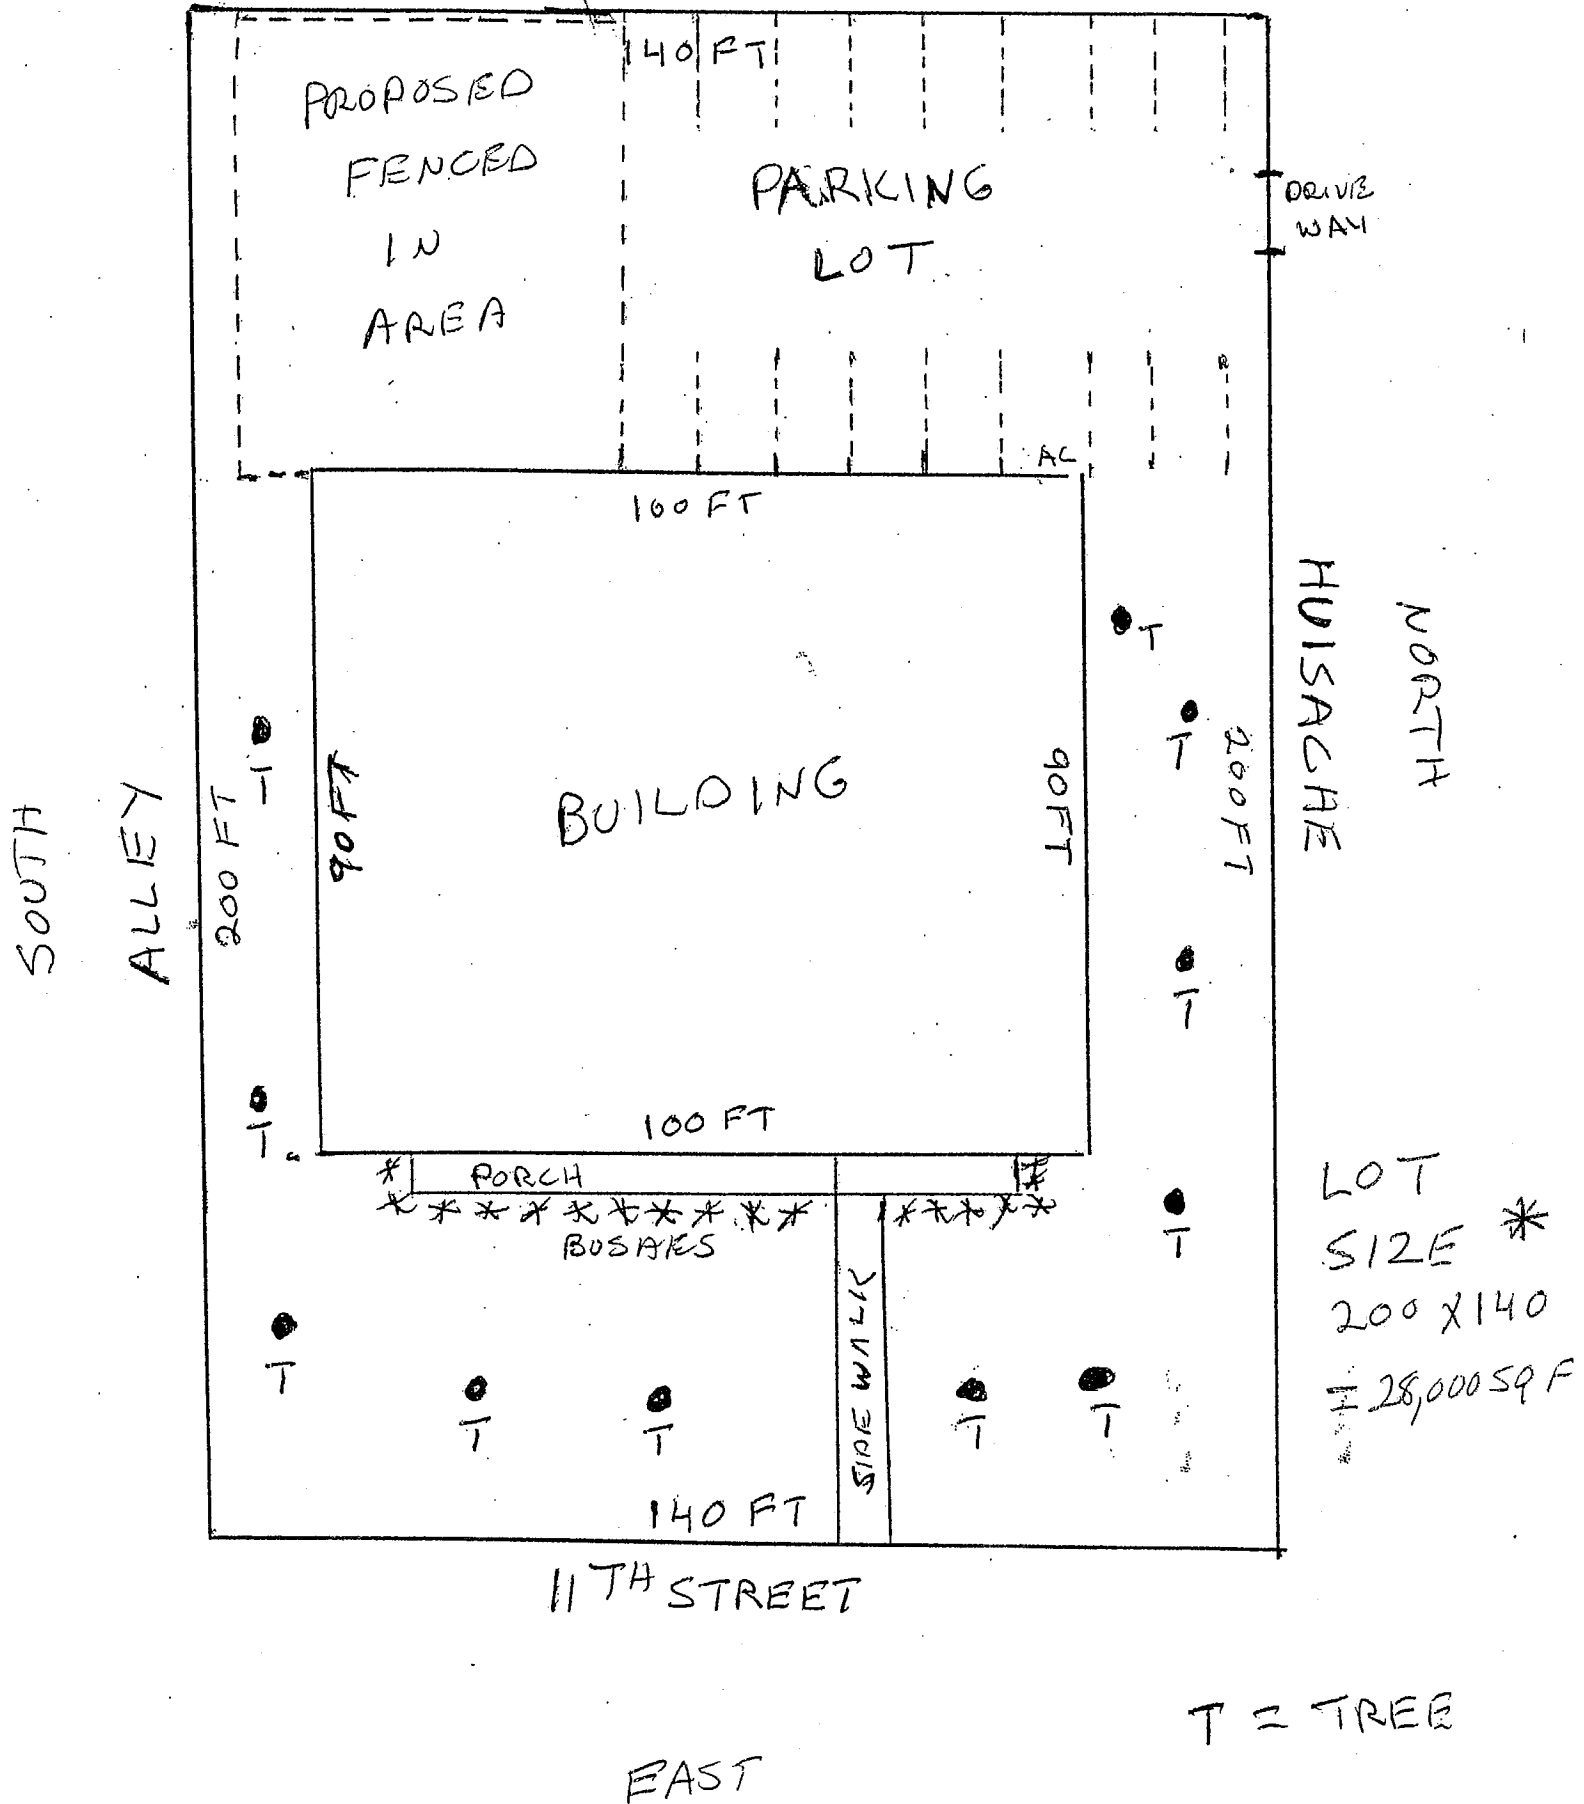 140 FT
PROPOSED
FENCED
IN
AREA
PARKING
LOT
DRIVE
WAY
AC
100 FT
HUISACHE
NORTH
T
T
200 FT
90 FT
BUILDING
90 FT
T
200 FT
ALLEY
SOUTH
T
T
100 FT
PORCH
BUSHES
SIDE WALK
T
T
T
T
T
T
LOT
SIZE *
200 X 140
= 28,000 SQ F
140 FT
11TH STREET
T = TREE
EAST